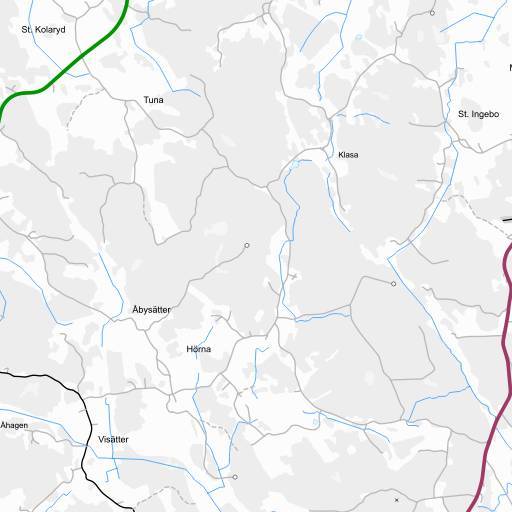 St. Kolaryd
Tuna
St. Ingebo
Klasa
Åbysätter
Hörna
Åhagen
Visätter